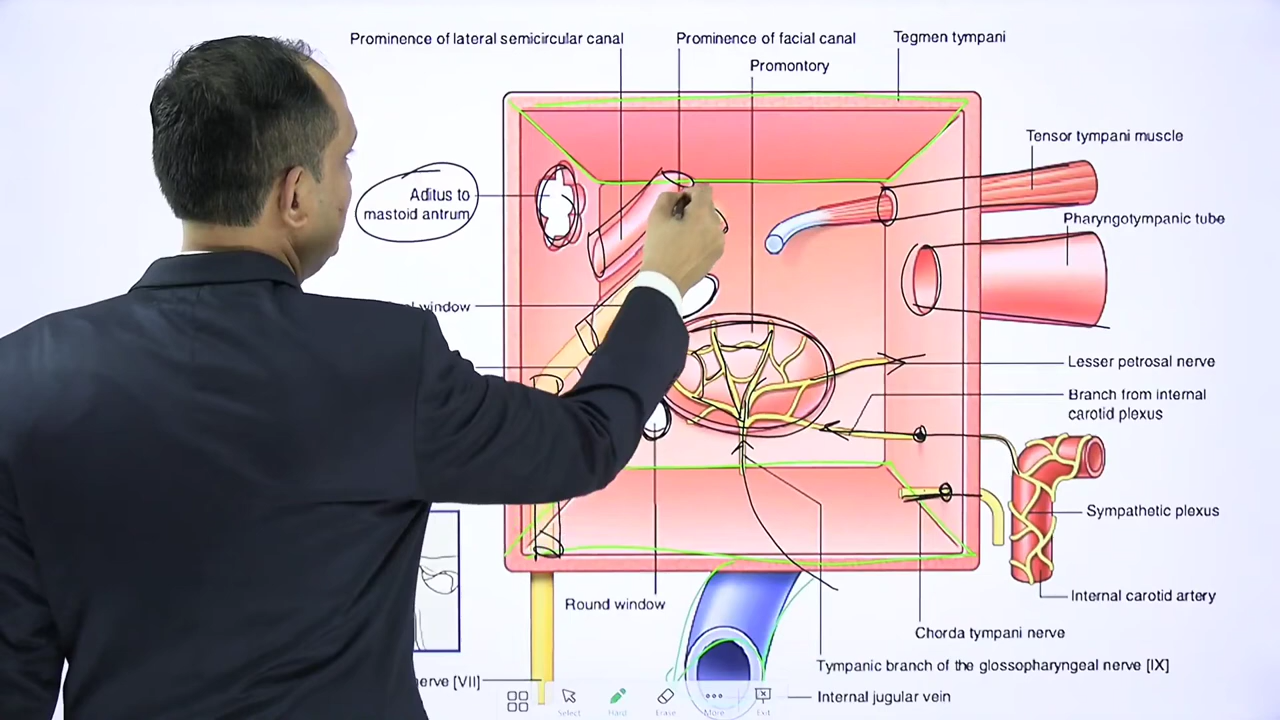 Prominence of lateral semicircular canal
Prominence of facial canal
Tegmen tympani
Promontory
Tensor tympani muscle
Aditus to
mastoid antrum
Pharyngotympanic tube
window
Lesser petrosal nerve
Branch from internal
carotid plexus
Sympathetic plexus
Internal carotid artery
Round window
Chorda tympani nerve
Tympanic branch of the glossopharyngeal nerve [IX]
[VII]
Internal jugular vein
Select
Hard
Erase
More
Exit